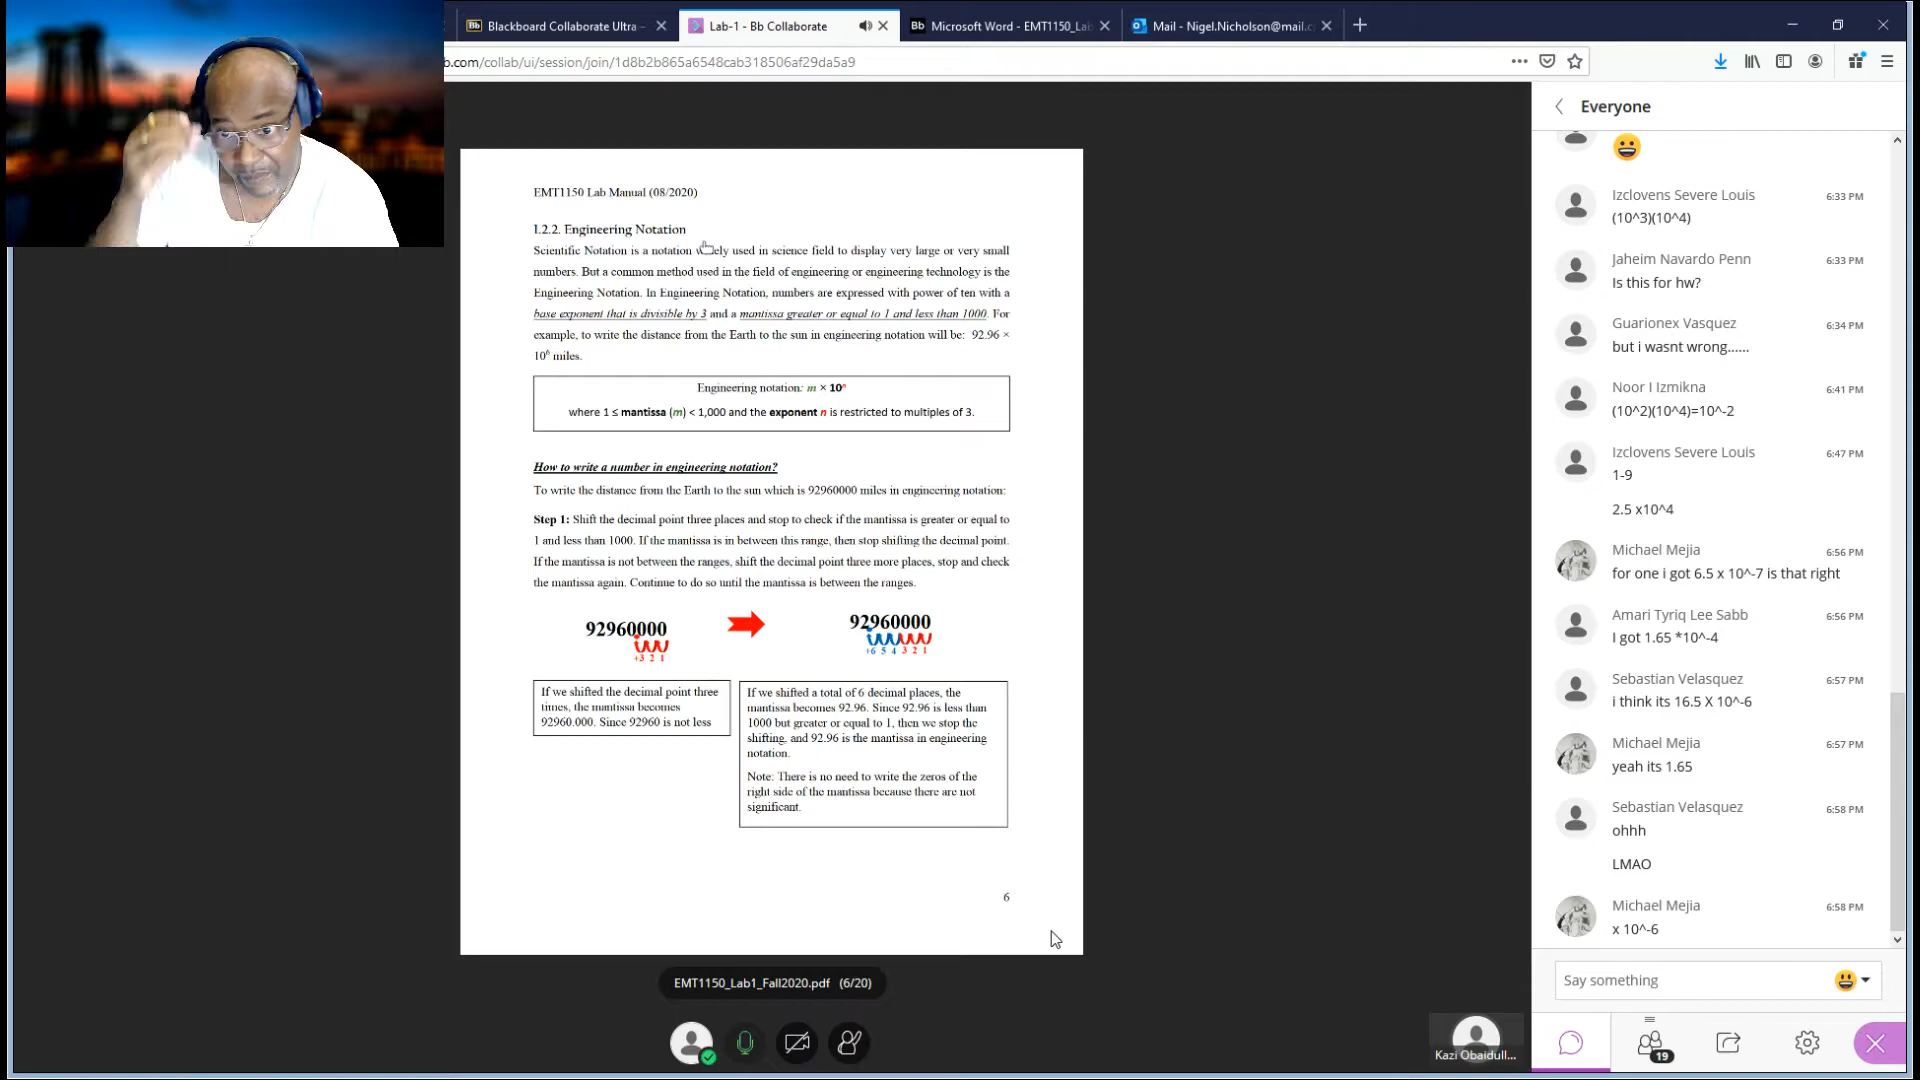 Blackboard Collaborate Ultra –
Lab-1 - Bb Collaborate
Microsoft Word - EMT1150_La
Mail - Nigel.Nicholson@mail.c
b.com/collab/ui/session/join/1d8b2b865a6548cab318506af29da5a9
EMT1150 Lab Manual (08/2020)
1.2.2. Engineering Notation
Scientific Notation is a notation widely used in science field to display very large or very small
numbers. But a common method used in the field of engineering or engineering technology is the
Engineering Notation. In Engineering Notation, numbers are expressed with power of ten with a
base exponent that is divisible by 3 and a mantissa greater or equal to 1 and less than 1000. For
example, to write the distance from the Earth to the sun in engineering notation will be: 92.96 ×
10⁶ miles.
Engineering notation: m × 10ⁿ
where 1 ≤ mantissa (m) < 1,000 and the exponent n is restricted to multiples of 3.
How to write a number in engineering notation?
To write the distance from the Earth to the sun which is 92960000 miles in engineering notation:
Step 1: Shift the decimal point three places and stop to check if the mantissa is greater or equal to
1 and less than 1000. If the mantissa is in between this range, then stop shifting the decimal point.
If the mantissa is not between the ranges, shift the decimal point three more places, stop and check
the mantissa again. Continue to do so until the mantissa is between the ranges.
92960000
+3 2 1
92960000
+6 5 4 3 2 1
If we shifted the decimal point three
times, the mantissa becomes
92960.000. Since 92960 is not less
If we shifted a total of 6 decimal places, the
mantissa becomes 92.96. Since 92.96 is less than
1000 but greater or equal to 1, then we stop the
shifting, and 92.96 is the mantissa in engineering
notation.
Note: There is no need to write the zeros of the
right side of the mantissa because there are not
significant.
6
EMT1150_Lab1_Fall2020.pdf (6/20)
Kazi Obaidull...
Everyone
Izclovens Severe Louis 6:33 PM
(10^3)(10^4)
Jaheim Navardo Penn 6:33 PM
Is this for hw?
Guarionex Vasquez 6:34 PM
but i wasnt wrong......
Noor I Izmikna 6:41 PM
(10^2)(10^4)=10^-2
Izclovens Severe Louis 6:47 PM
1-9
2.5 x10^4
Michael Mejia 6:56 PM
for one i got 6.5 x 10^-7 is that right
Amari Tyriq Lee Sabb 6:56 PM
I got 1.65 *10^-4
Sebastian Velasquez 6:57 PM
i think its 16.5 X 10^-6
Michael Mejia 6:57 PM
yeah its 1.65
Sebastian Velasquez 6:58 PM
ohhh
LMAO
Michael Mejia 6:58 PM
x 10^-6
Say something
19